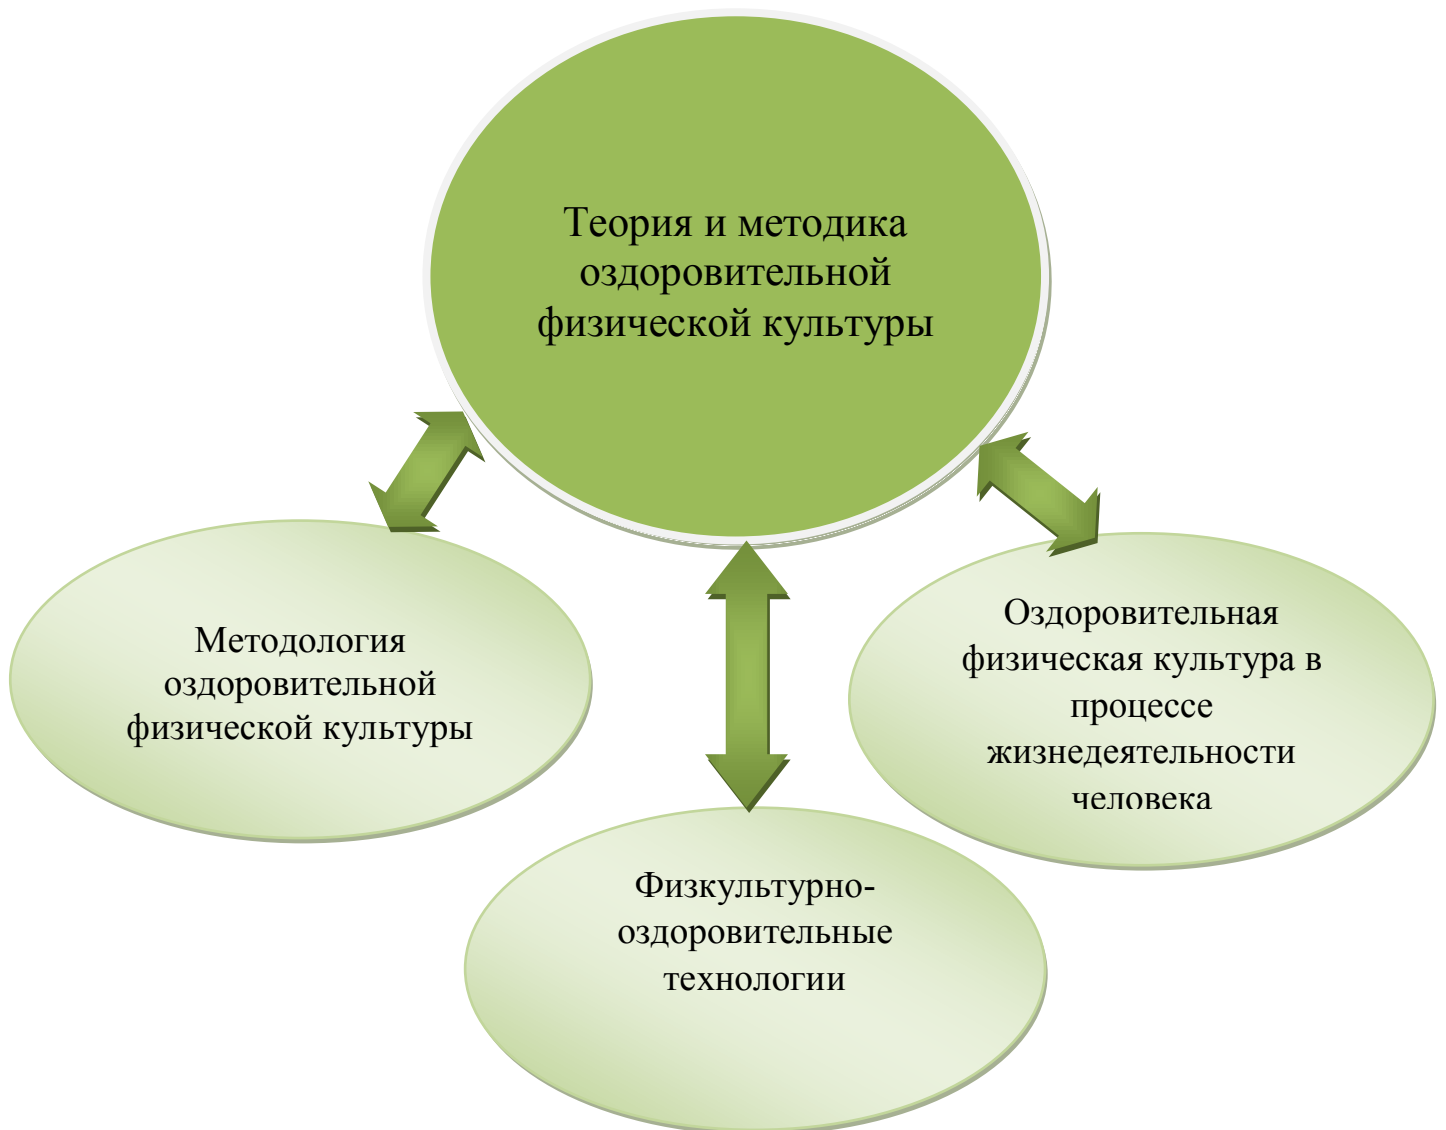 Теория и методика
оздоровительной
физической культуры
Методология
оздоровительной
физической культуры
Оздоровительная
физическая культура в
процессе
жизнедеятельности
человека
Физкультурно-
оздоровительные
технологии